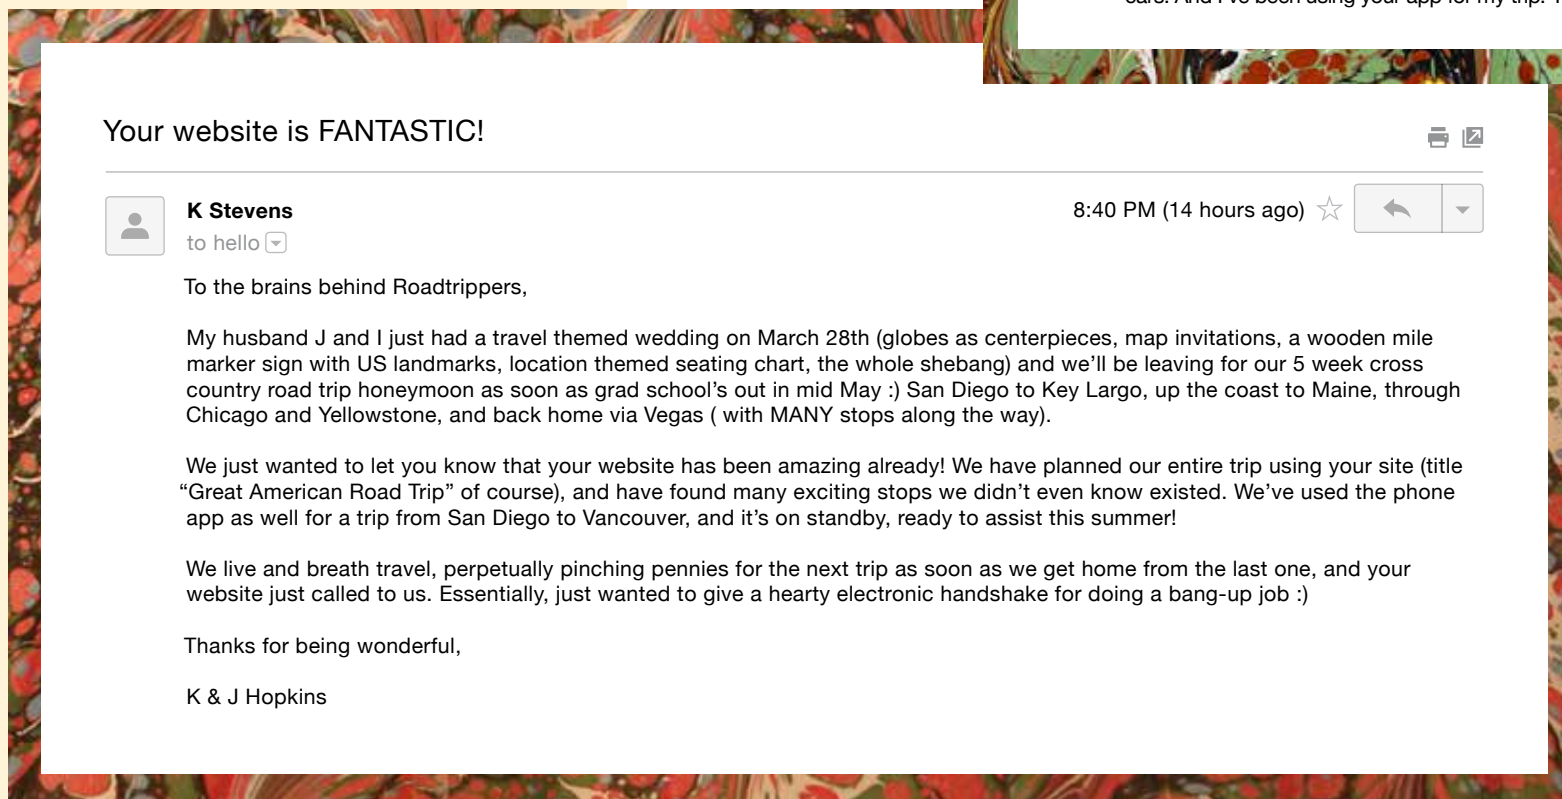 cars. And I've been using your app for my trip.
Your website is FANTASTIC!
K Stevens
8:40 PM (14 hours ago)
to hello
To the brains behind Roadtrippers,
My husband J and I just had a travel themed wedding on March 28th (globes as centerpieces, map invitations, a wooden mile
marker sign with US landmarks, location themed seating chart, the whole shebang) and we’ll be leaving for our 5 week cross
country road trip honeymoon as soon as grad school’s out in mid May :) San Diego to Key Largo, up the coast to Maine, through
Chicago and Yellowstone, and back home via Vegas ( with MANY stops along the way).
We just wanted to let you know that your website has been amazing already! We have planned our entire trip using your site (title
“Great American Road Trip” of course), and have found many exciting stops we didn’t even know existed. We’ve used the phone
app as well for a trip from San Diego to Vancouver, and it’s on standby, ready to assist this summer!
We live and breath travel, perpetually pinching pennies for the next trip as soon as we get home from the last one, and your
website just called to us. Essentially, just wanted to give a hearty electronic handshake for doing a bang-up job :)
Thanks for being wonderful,
K & J Hopkins